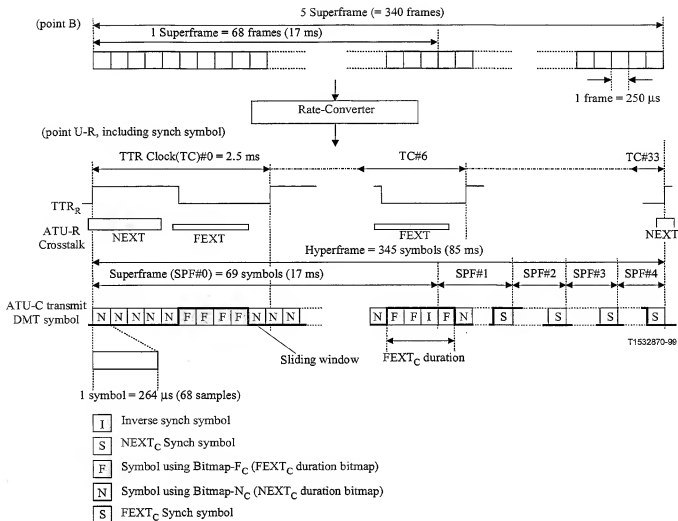 5 Superframe (= 340 frames)
(point B)
1 Superframe = 68 frames (17 ms)
1 frame = 250 µs
Rate-Converter
(point U-R, including synch symbol)
TTR Clock(TC)#0 = 2.5 ms
TC#6
TC#33
TTR_R
ATU-R
Crosstalk
NEXT
FEXT
FEXT
NEXT
Hyperframe = 345 symbols (85 ms)
Superframe (SPF#0) = 69 symbols (17 ms)
SPF#1
SPF#2
SPF#3
SPF#4
ATU-C transmit
DMT symbol
N N N N N F F F F N N N
N F F I F N S S S S
T1532870-99
Sliding window
FEXT_C duration
1 symbol = 264 µs (68 samples)
I Inverse synch symbol
S NEXT_C Synch symbol
F Symbol using Bitmap-F_C (FEXT_C duration bitmap)
N Symbol using Bitmap-N_C (NEXT_C duration bitmap)
S FEXT_C Synch symbol